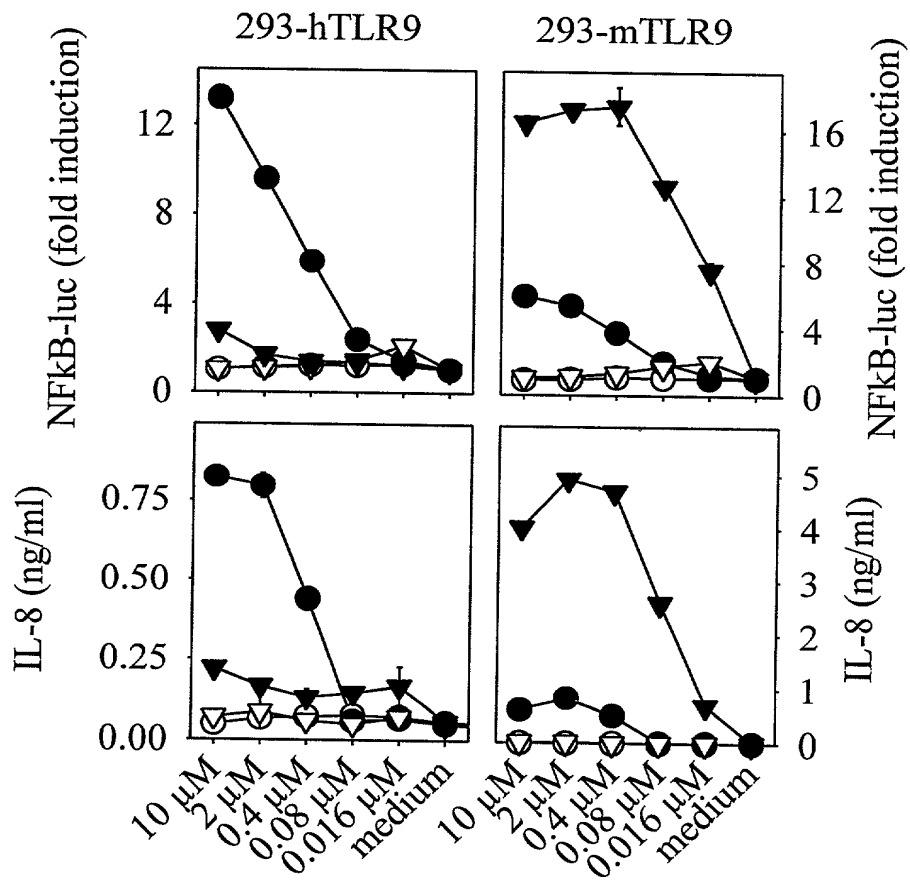 293-hTLR9
293-mTLR9
NFkB-luc (fold induction)
12
8
4
0
16
12
8
4
0
NFkB-luc (fold induction)
IL-8 (ng/ml)
0.75
0.50
0.25
0.00
5
4
3
2
1
0
IL-8 (ng/ml)
10 µM
2 µM
0.4 µM
0.08 µM
0.016 µM
medium
10 µM
2 µM
0.4 µM
0.08 µM
0.016 µM
medium